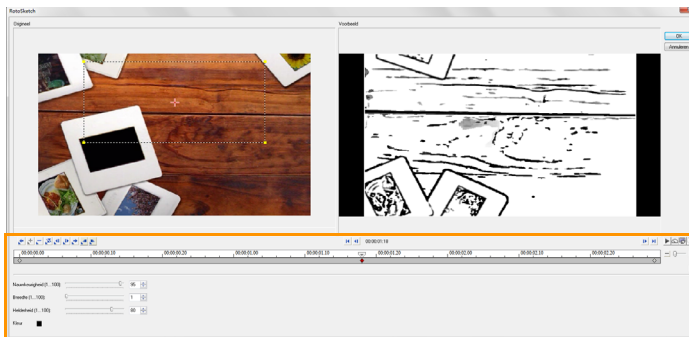 RotoSketch
Origineel
Voorbeeld
OK
Annuleren
00:00:01:18
00:00:00.00 00:00:00.10 00:00:00.20 00:00:01.00 00:00:01.10 00:00:01.20 00:00:02.00 00:00:02.10 00:00:02.20
Nauwkeurigheid (1...100): 95
Breedte (1...100): 1
Helderheid (1...100): 80
Kleur